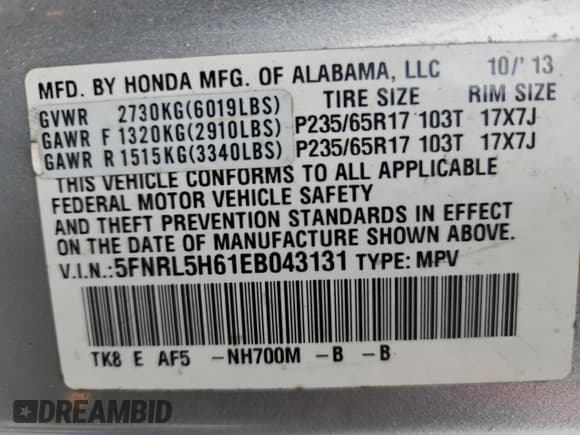 MFD. BY HONDA MFG. OF ALABAMA, LLC 10/'13
GVWR 2730KG(6019LBS) TIRE SIZE RIM SIZE
GAWR F 1320KG(2910LBS) P235/65R17 103T 17X7J
GAWR R 1515KG(3340LBS) P235/65R17 103T 17X7J
THIS VEHICLE CONFORMS TO ALL APPLICABLE
FEDERAL MOTOR VEHICLE SAFETY
AND THEFT PREVENTION STANDARDS IN EFFECT
ON THE DATE OF MANUFACTURE SHOWN ABOVE.
V.I.N.:5FNRL5H61EB043131 TYPE: MPV
TK8 E AF5 -NH700M -B -B
DREAMBID